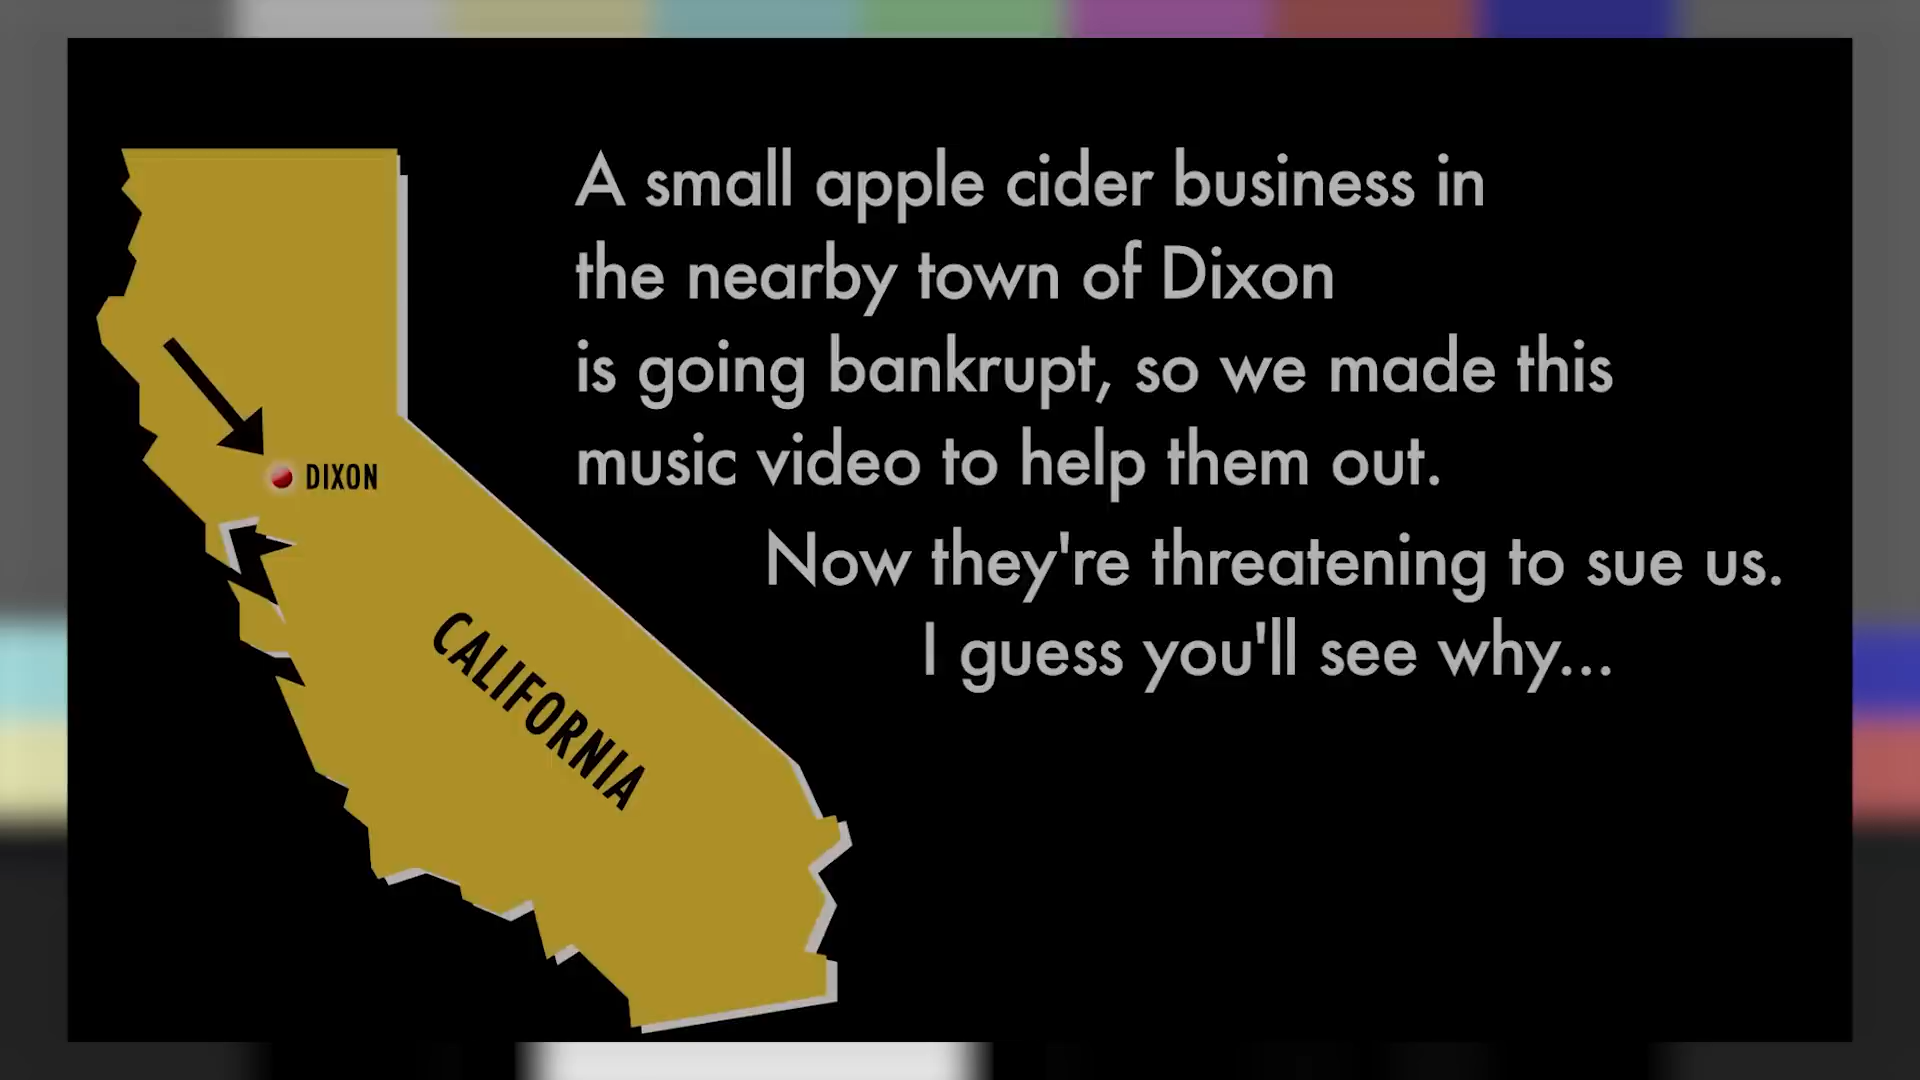 A small apple cider business in
the nearby town of Dixon
is going bankrupt, so we made this
music video to help them out.
Now they're threatening to sue us.
I guess you'll see why...
DIXON
CALIFORNIA